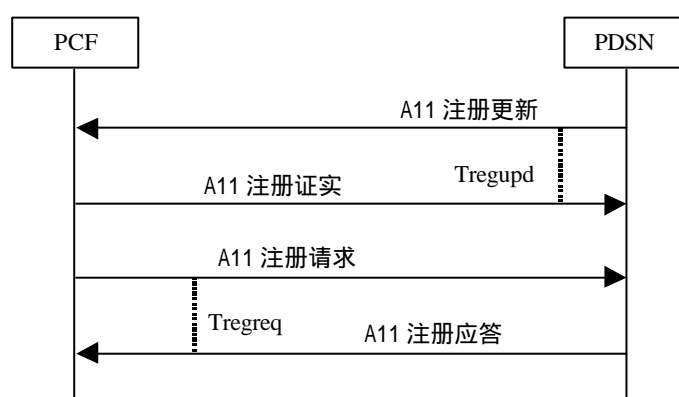 PCF
PDSN
A11 注册更新
Tregupd
A11 注册证实
A11 注册请求
Tregreq
A11 注册应答